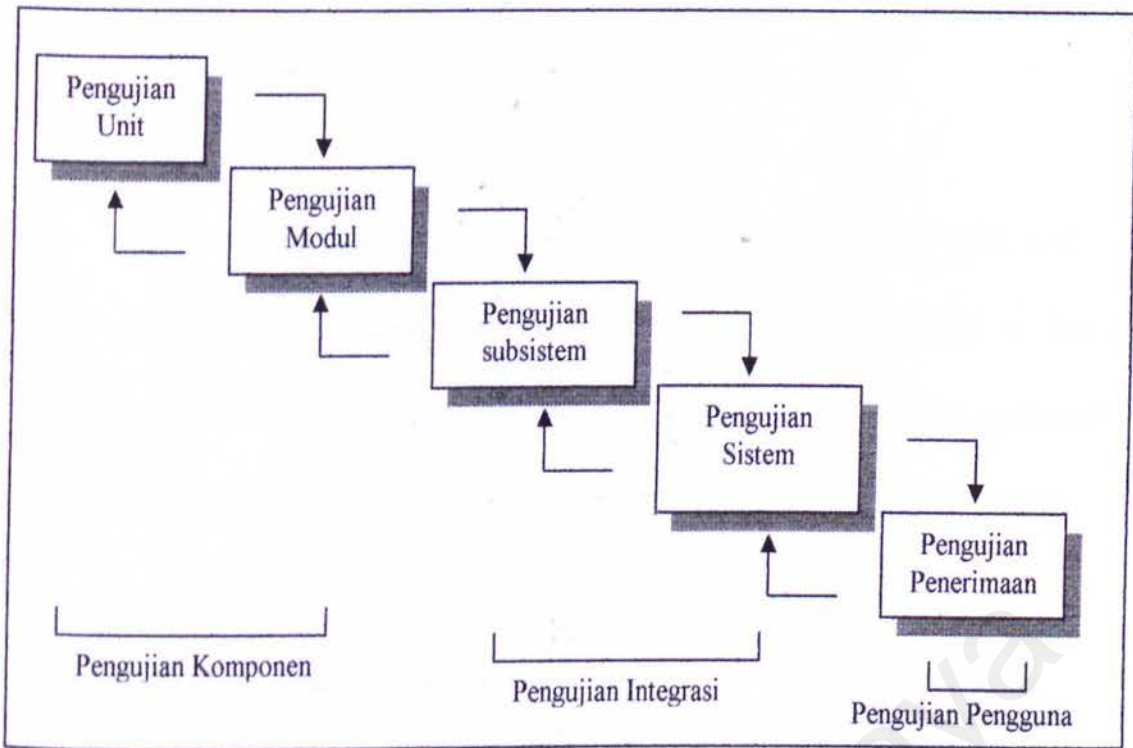 Pengujian
Unit
Pengujian
Modul
Pengujian
subsistem
Pengujian
Sistem
Pengujian
Penerimaan
Pengujian Komponen
Pengujian Integrasi
Pengujian Pengguna